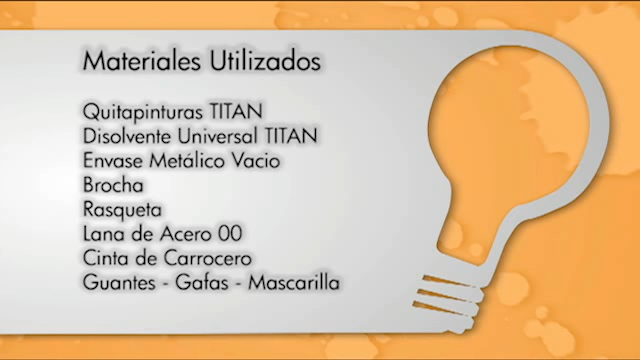 Materiales Utilizados
Quitapinturas TITAN
Disolvente Universal TITAN
Envase Metálico Vacio
Brocha
Rasqueta
Lana de Acero 00
Cinta de Carrocero
Guantes - Gafas - Mascarilla